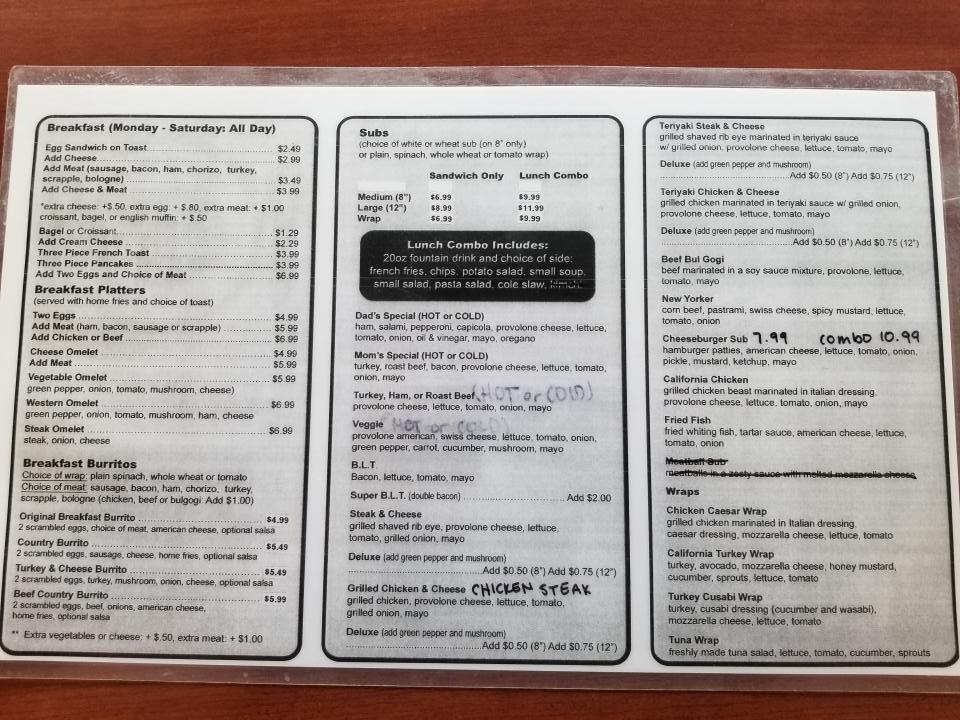 Breakfast (Monday - Saturday: All Day)
Egg Sandwich on Toast $2.49
Add Cheese $2.99
Add Meat (sausage, bacon, ham, chorizo, turkey,
scrapple, bologne) $3.49
Add Cheese & Meat $3.99
*extra cheese: +$.50, extra egg: + $.80, extra meat: + $1.00
croissant, bagel, or english muffin: + $.50
Bagel or Croissant $1.29
Add Cream Cheese $2.29
Three Piece French Toast $3.99
Three Piece Pancakes $3.99
Add Two Eggs and Choice of Meat $6.99
Breakfast Platters
(served with home fries and choice of toast)
Two Eggs $4.99
Add Meat (ham, bacon, sausage or scrapple) $5.99
Add Chicken or Beef $6.99
Cheese Omelet $4.99
Add Meat $5.99
Vegetable Omelet $5.99
green pepper, onion, tomato, mushroom, cheese)
Western Omelet $6.99
green pepper, onion, tomato, mushroom, ham, cheese
Steak Omelet $6.99
steak, onion, cheese
Breakfast Burritos
Choice of wrap: plain spinach, whole wheat or tomato
Choice of meat: sausage, bacon, ham, chorizo, turkey,
scrapple, bologne (chicken, beef or bulgogi: Add $1.00)
Original Breakfast Burrito $4.99
2 scrambled eggs, choice of meat, american cheese, optional salsa
Country Burrito $5.49
2 scrambled eggs, sausage, cheese, home fries, optional salsa
Turkey & Cheese Burrito $5.49
2 scrambled eggs, turkey, mushroom, onion, cheese, optional salsa
Beef Country Burrito $5.99
2 scrambled eggs, beef, onions, american cheese,
home fries, optional salsa
** Extra vegetables or cheese: + $.50, extra meat: + $1.00
Subs
(choice of white or wheat sub (on 8" only)
or plain, spinach, whole wheat or tomato wrap)
Sandwich Only Lunch Combo
Medium (8") $6.99 $9.99
Large (12") $8.99 $11.99
Wrap $6.99 $9.99
Lunch Combo Includes:
20oz fountain drink and choice of side:
french fries, chips, potato salad, small soup,
small salad, pasta salad, cole slaw, kimchi
Dad's Special (HOT or COLD)
ham, salami, pepperoni, capicola, provolone cheese, lettuce,
tomato, onion, oil & vinegar, mayo, oregano
Mom's Special (HOT or COLD)
turkey, roast beef, bacon, provolone cheese, lettuce, tomato,
onion, mayo
Turkey, Ham, or Roast Beef (HOT or COLD)
provolone cheese, lettuce, tomato, onion, mayo
Veggie (HOT or COLD)
provolone american, swiss cheese, lettuce, tomato, onion,
green pepper, carrot, cucumber, mushroom, mayo
B.L.T.
Bacon, lettuce, tomato, mayo
Super B.L.T. (double bacon) Add $2.00
Steak & Cheese
grilled shaved rib eye, provolone cheese, lettuce,
tomato, grilled onion, mayo
Deluxe (add green pepper and mushroom)
Add $0.50 (8") Add $0.75 (12")
Grilled Chicken & Cheese CHICKEN STEAK
grilled chicken, provolone cheese, lettuce, tomato,
grilled onion, mayo
Deluxe (add green pepper and mushroom)
Add $0.50 (8") Add $0.75 (12")
Teriyaki Steak & Cheese
grilled shaved rib eye marinated in teriyaki sauce
w/ grilled onion, provolone cheese, lettuce, tomato, mayo
Deluxe (add green pepper and mushroom)
Add $0.50 (8") Add $0.75 (12")
Teriyaki Chicken & Cheese
grilled chicken marinated in teriyaki sauce w/ grilled onion,
provolone cheese, lettuce, tomato, mayo
Deluxe (add green pepper and mushroom)
Add $0.50 (8") Add $0.75 (12")
Beef Bul Gogi
beef marinated in a soy sauce mixture, provolone, lettuce,
tomato, mayo
New Yorker
corn beef, pastrami, swiss cheese, spicy mustard, lettuce,
tomato, onion
Cheeseburger Sub 7.99 combo 10.99
hamburger patties, american cheese, lettuce, tomato, onion,
pickle, mustard, ketchup, mayo
California Chicken
grilled chicken beast marinated in italian dressing,
provolone cheese, lettuce, tomato, onion, mayo
Fried Fish
fried whiting fish, tartar sauce, american cheese, lettuce,
tomato, onion
Meatball Sub
meatballs in a zesty sauce with melted mozzarella cheese
Wraps
Chicken Caesar Wrap
grilled chicken marinated in Italian dressing,
caesar dressing, mozzarella cheese, lettuce, tomato
California Turkey Wrap
turkey, avocado, mozzarella cheese, honey mustard,
cucumber, sprouts, lettuce, tomato
Turkey Cusabi Wrap
turkey, cusabi dressing (cucumber and wasabi),
mozzarella cheese, lettuce, tomato
Tuna Wrap
freshly made tuna salad, lettuce, tomato, cucumber, sprouts